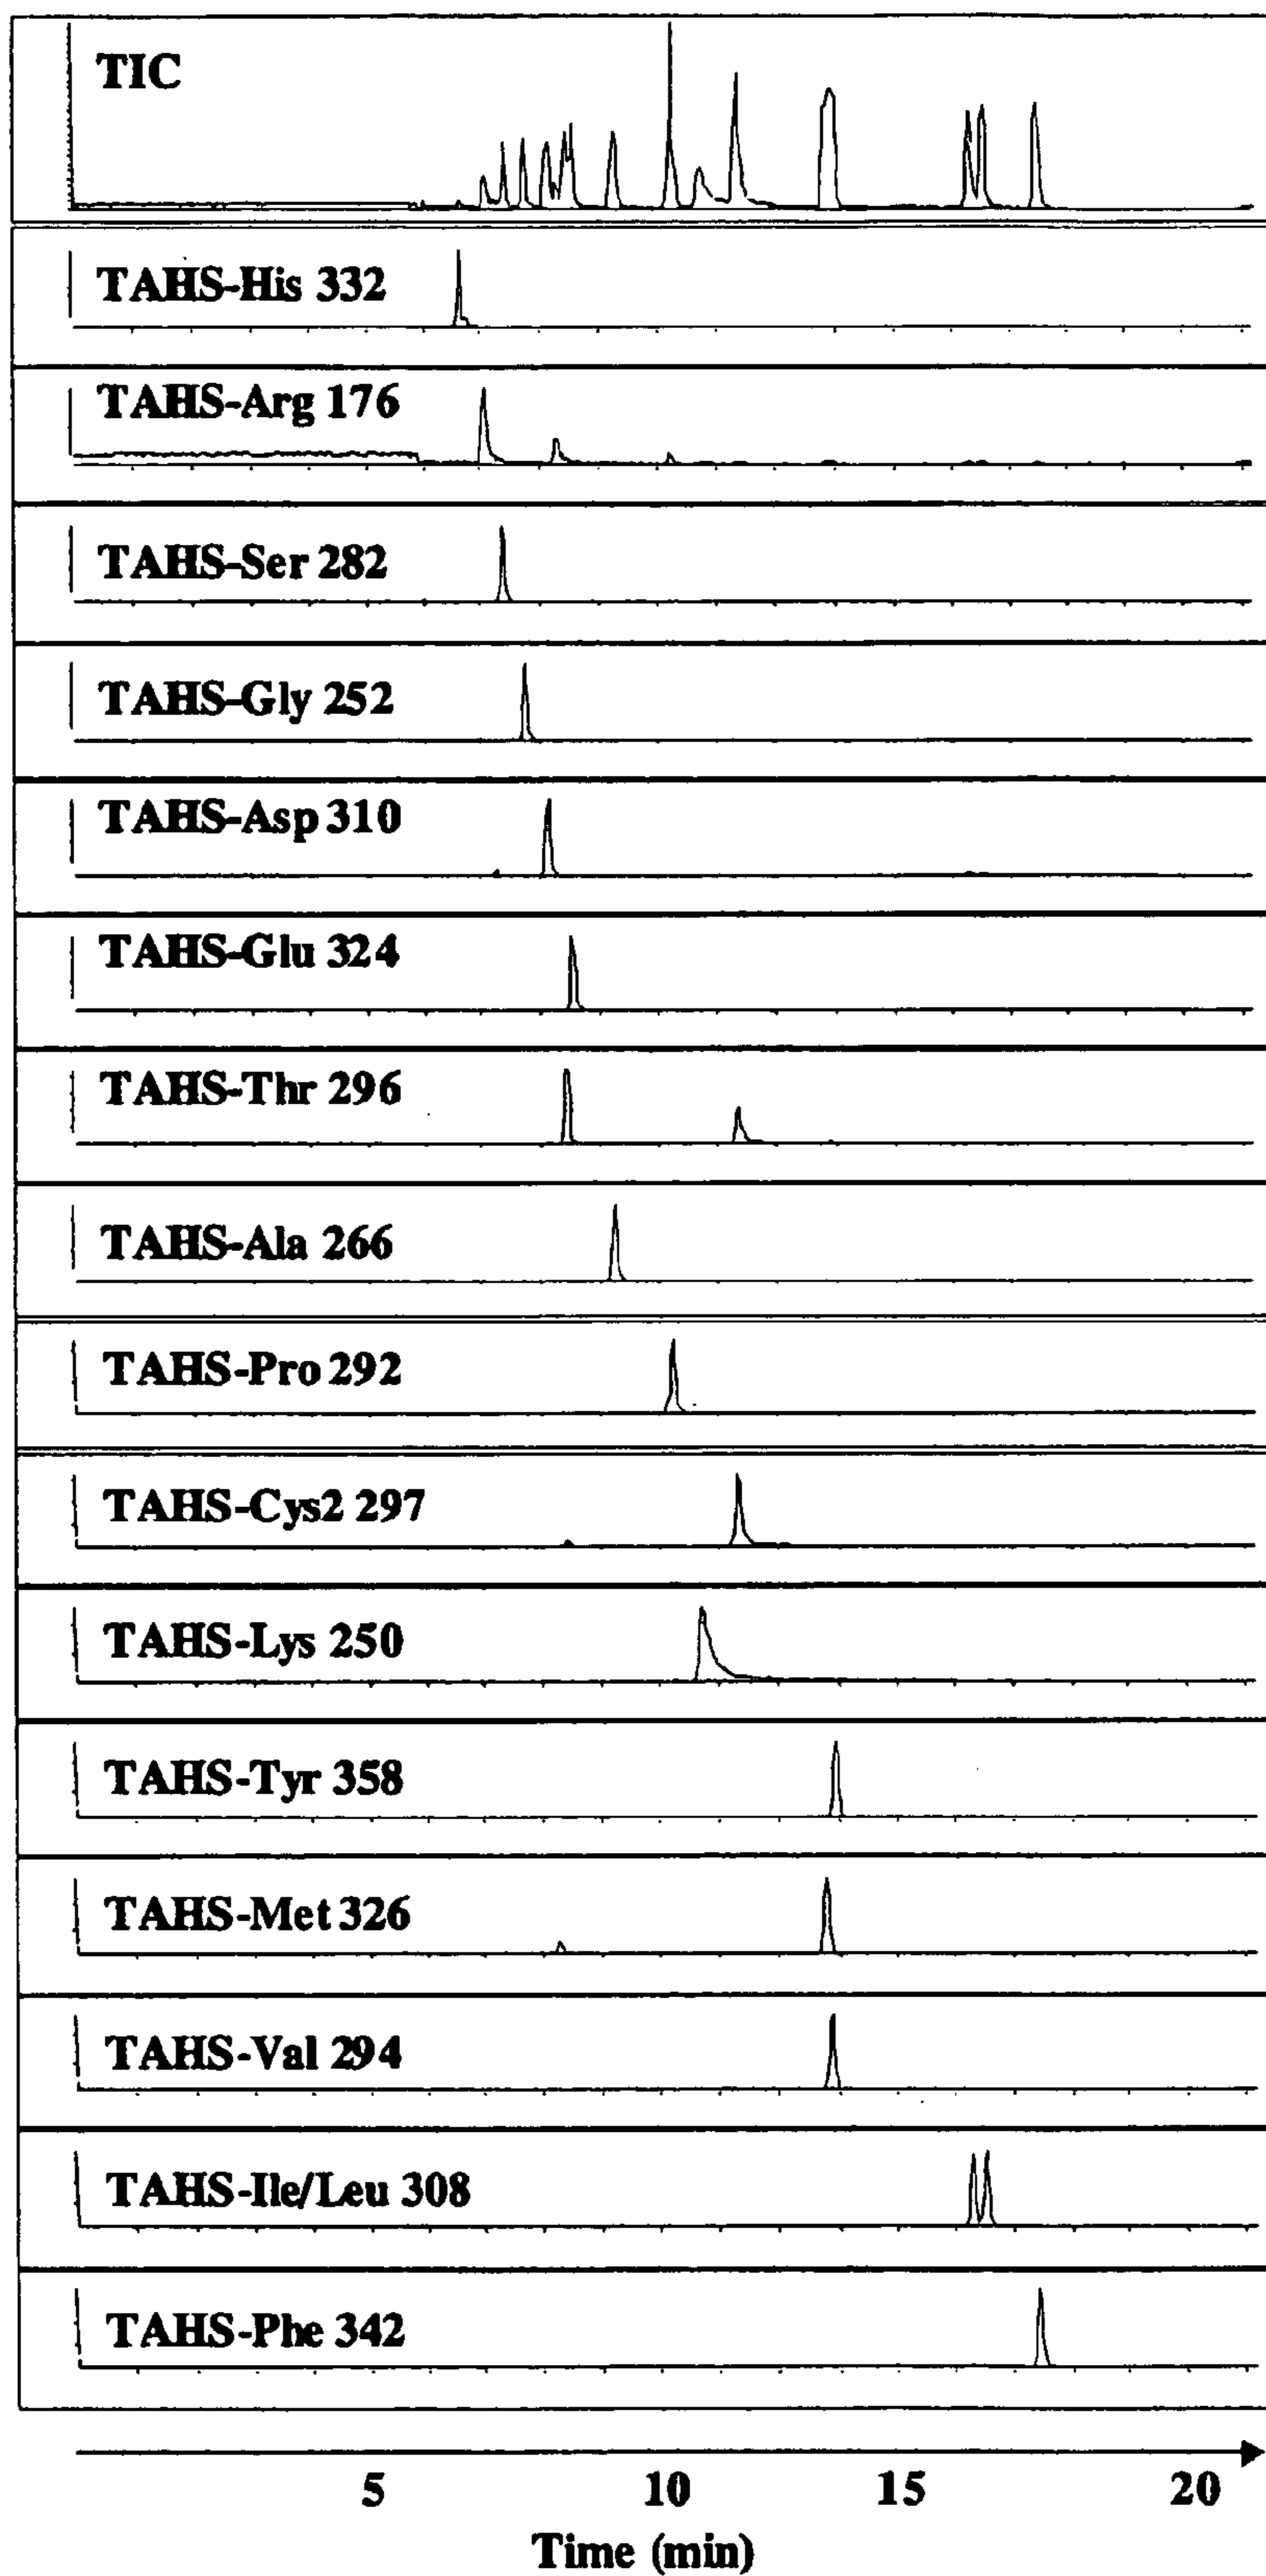 TIC
TAHS-His 332
TAHS-Arg 176
TAHS-Ser 282
TAHS-Gly 252
TAHS-Asp 310
TAHS-Glu 324
TAHS-Thr 296
TAHS-Ala 266
TAHS-Pro 292
TAHS-Cys2 297
TAHS-Lys 250
TAHS-Tyr 358
TAHS-Met 326
TAHS-Val 294
TAHS-Ile/Leu 308
TAHS-Phe 342
5 10 15 20
Time (min)